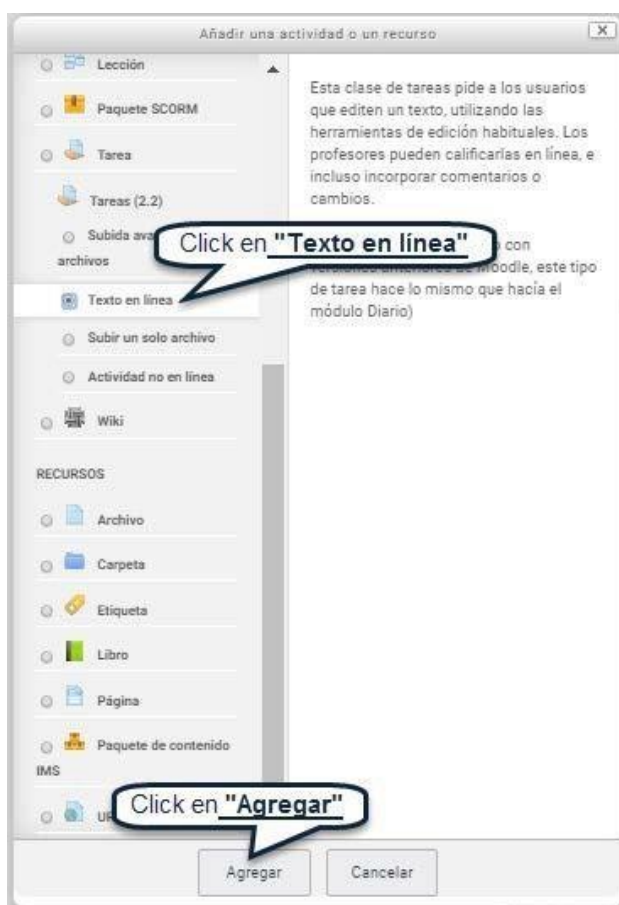 Añadir una actividad o un recurso
Lección
Paquete SCORM
Tarea
Tareas (2.2)
Subida
archivos
Texto en línea
Subir un solo archivo
Actividad no en línea
Wiki
RECURSOS
Archivo
Carpeta
Etiqueta
Libro
Página
Paquete de contenido
IMS
Esta clase de tareas pide a los usuarios
que editen un texto, utilizando las
herramientas de edición habituales. Los
profesores pueden calificarlas en línea, e
incluso incorporar comentarios o
cambios.
con
versiones anteriores de Moodle, este tipo
de tarea hace lo mismo que hacía el
módulo Diario)
Click en "Texto en línea"
Click en "Agregar"
Agregar
Cancelar